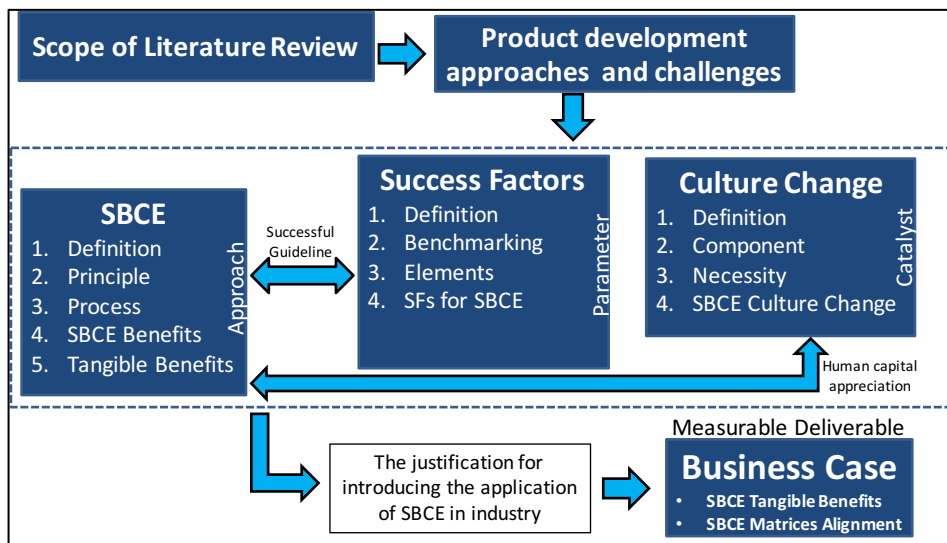 Scope of Literature Review
Product development
approaches and challenges
SBCE
1. Definition
2. Principle
3. Process
4. SBCE Benefits
5. Tangible Benefits
Approach
Successful
Guideline
Success Factors
1. Definition
2. Benchmarking
3. Elements
4. SFs for SBCE
Parameter
Culture Change
1. Definition
2. Component
3. Necessity
4. SBCE Culture Change
Catalyst
Human capital
appreciation
The justification for
introducing the application
of SBCE in industry
Measurable Deliverable
Business Case
• SBCE Tangible Benefits
• SBCE Matrices Alignment